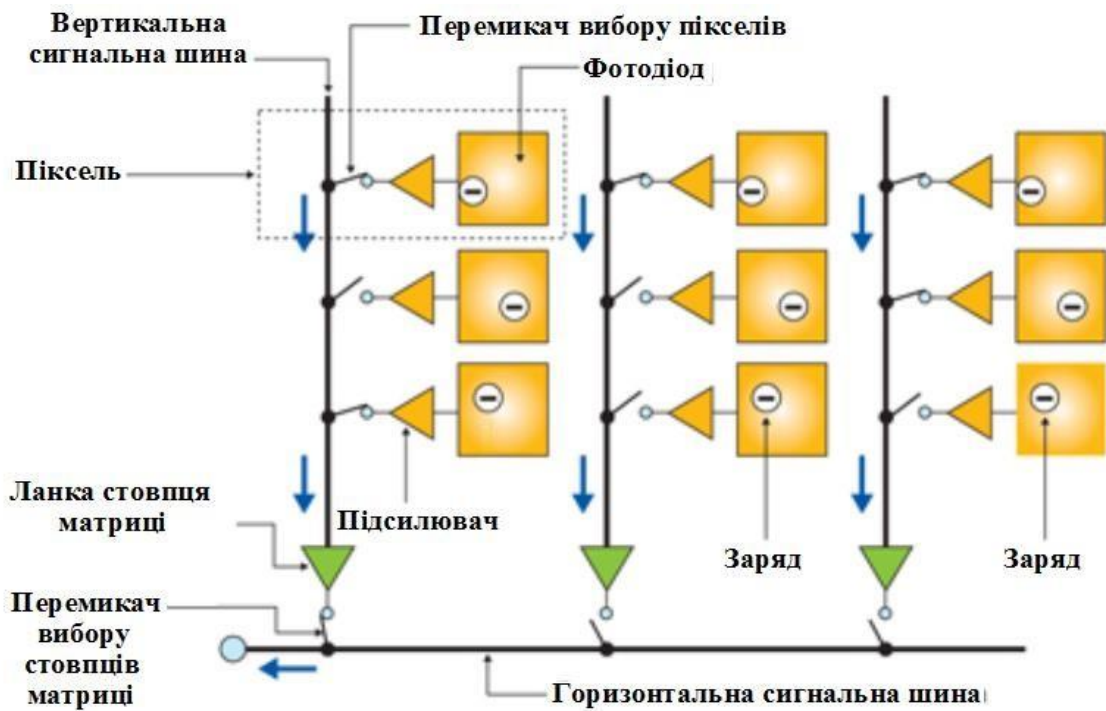 Вертикальна
сигнальна шина
Перемикач вибору пікселів
Фотодіод
Піксель
Ланка стовпця
матриці
Підсилювач
Заряд
Заряд
Перемикач
вибору
стовпців
матриці
Горизонтальна сигнальна шина